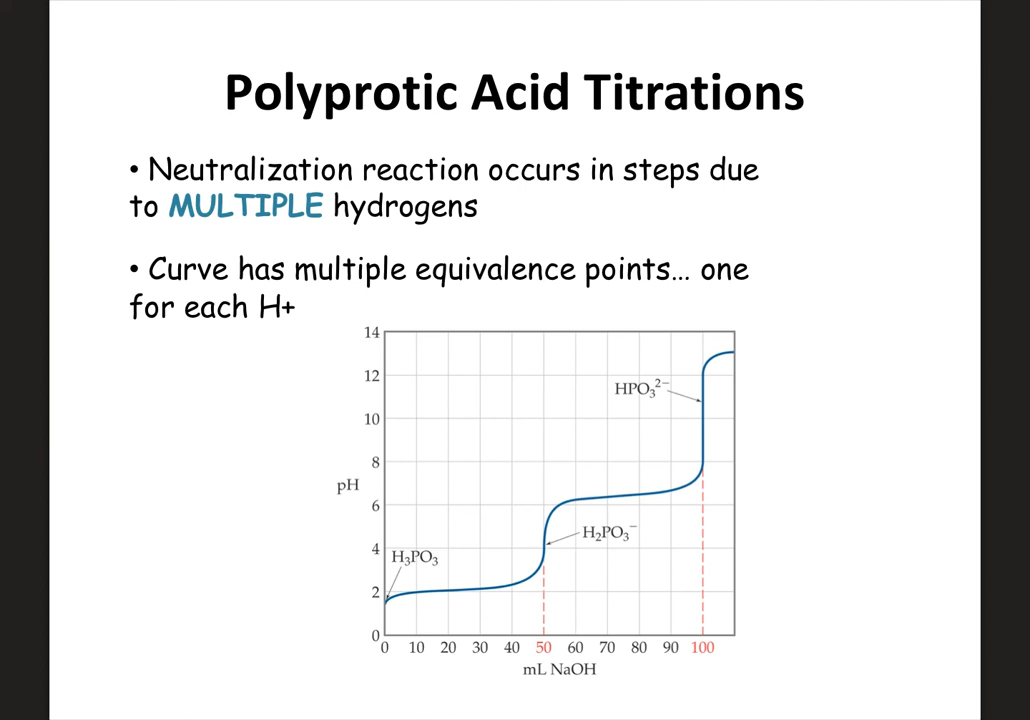 Polyprotic Acid Titrations
• Neutralization reaction occurs in steps due
to MULTIPLE hydrogens
• Curve has multiple equivalence points… one
for each H+
14
12
10
8
6
4
2
0
pH
HPO₃²⁻
H₂PO₃⁻
H₃PO₃
0 10 20 30 40 50 60 70 80 90 100
mL NaOH